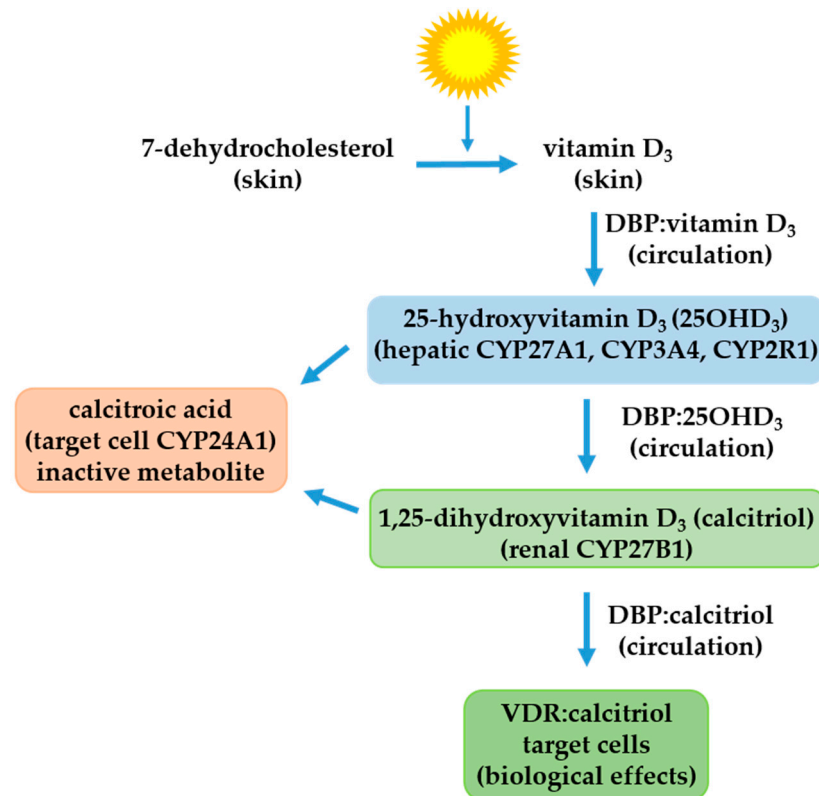 7-dehydrocholesterol
(skin)
vitamin D₃
(skin)
DBP:vitamin D₃
(circulation)
25-hydroxyvitamin D₃ (25OHD₃)
(hepatic CYP27A1, CYP3A4, CYP2R1)
calcitroic acid
(target cell CYP24A1)
inactive metabolite
DBP:25OHD₃
(circulation)
1,25-dihydroxyvitamin D₃ (calcitriol)
(renal CYP27B1)
DBP:calcitriol
(circulation)
VDR:calcitriol
target cells
(biological effects)